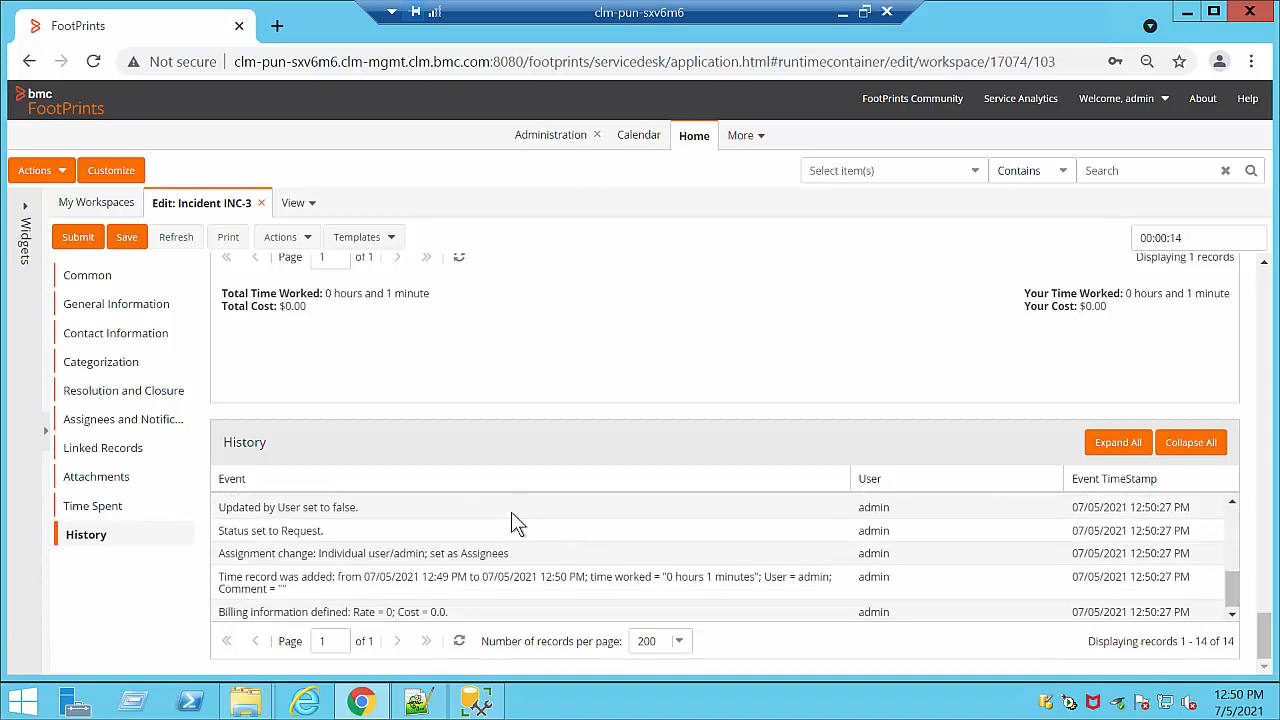 FootPrints
clm-pun-sxv6m6
Not secure
clm-pun-sxv6m6.clm-mgmt.clm.bmc.com:8080/footprints/servicedesk/application.html#runtimecontainer/edit/workspace/17074/103
bmc
FootPrints
FootPrints Community
Service Analytics
Welcome, admin
About
Help
Administration
Calendar
Home
More
Actions
Customize
Select item(s)
Contains
Search
My Workspaces
Edit: Incident INC-3
View
Widgets
Submit
Save
Refresh
Print
Actions
Templates
00:00:14
Common
General Information
Contact Information
Categorization
Resolution and Closure
Assignees and Notific...
Linked Records
Attachments
Time Spent
History
Page 1 of 1
Displaying 1 records
Total Time Worked: 0 hours and 1 minute
Total Cost: $0.00
Your Time Worked: 0 hours and 1 minute
Your Cost: $0.00
History
Expand All
Collapse All
Event User Event TimeStamp
Updated by User set to false. admin 07/05/2021 12:50:27 PM
Status set to Request. admin 07/05/2021 12:50:27 PM
Assignment change: Individual user/admin; set as Assignees admin 07/05/2021 12:50:27 PM
Time record was added: from 07/05/2021 12:49 PM to 07/05/2021 12:50 PM; time worked = "0 hours 1 minutes"; User = admin; admin 07/05/2021 12:50:27 PM
Comment = ""
Billing information defined: Rate = 0; Cost = 0.0. admin 07/05/2021 12:50:27 PM
Page 1 of 1
Number of records per page: 200
Displaying records 1 - 14 of 14
12:50 PM
7/5/2021